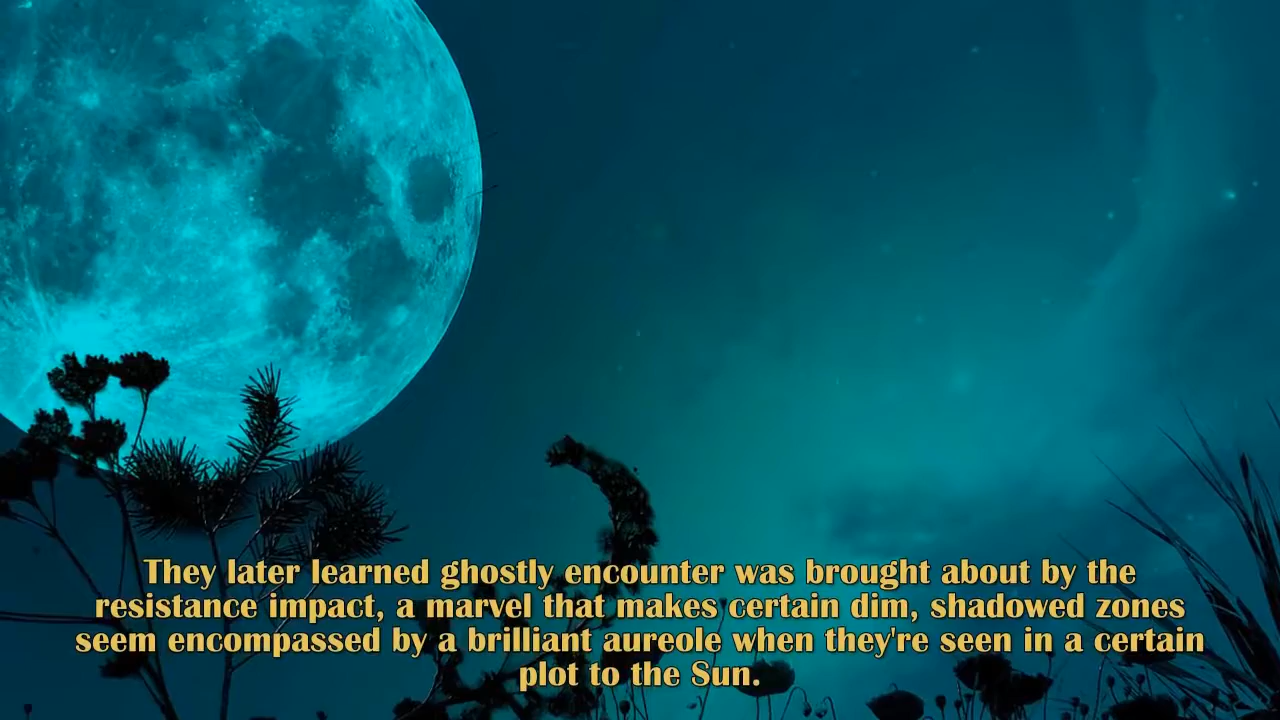 They later learned ghostly encounter was brought about by the
resistance impact, a marvel that makes certain dim, shadowed zones
seem encompassed by a brilliant aureole when they're seen in a certain
plot to the Sun.